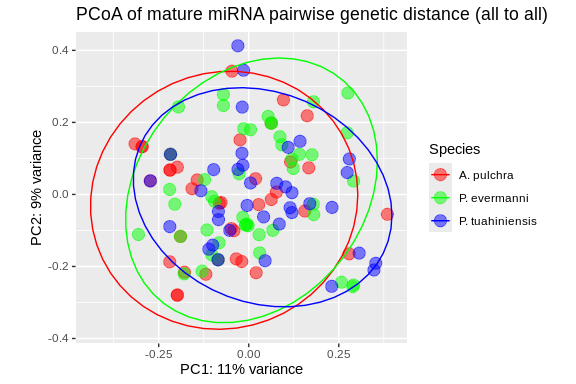 PCoA of mature miRNA pairwise genetic distance (all to all)
0.4
0.2
0.0
-0.2
-0.4
PC2: 9% variance
-0.25
0.00
0.25
PC1: 11% variance
Species
A. pulchra
P. evermanni
P. tuahiniensis